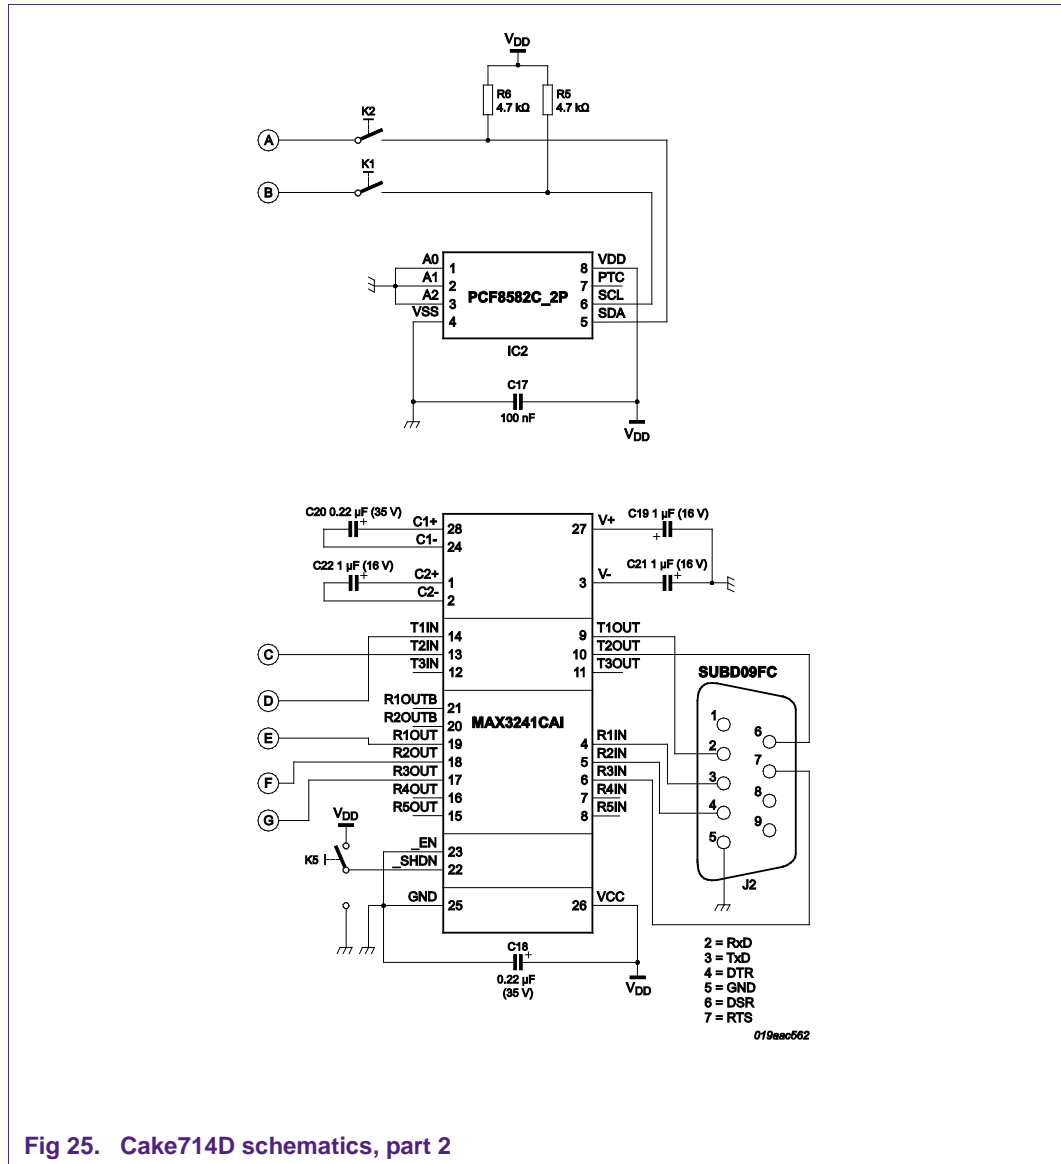 VDD
R6
4.7 kΩ
R5
4.7 kΩ
K2
A
K1
B
A0
1
8
VDD
A1
2
7
PTC
PCF8582C_2P
A2
3
6
SCL
VSS
4
5
SDA
IC2
C17
100 nF
VDD
C20 0.22 µF (35 V)
+
C1+
28
27
V+
C19 1 µF (16 V)
+
C1-
24
C22 1 µF (16 V)
+
C2+
1
3
V-
C21 1 µF (16 V)
+
C2-
2
T1IN
14
9
T1OUT
C
T2IN
13
10
T2OUT
T3IN
12
11
T3OUT
SUBD09FC
D
R1OUTB
21
MAX3241CAI
R2OUTB
20
E
R1OUT
19
4
R1IN
R2OUT
18
5
R2IN
F
R3OUT
17
6
R3IN
R4OUT
16
7
R4IN
G
R5OUT
15
8
R5IN
1
6
2
7
3
8
4
9
5
J2
VDD
K5
_EN
23
_SHDN
22
GND
25
26
VCC
C18
+
0.22 µF
(35 V)
VDD
2 = RxD
3 = TxD
4 = DTR
5 = GND
6 = DSR
7 = RTS
019aac562
Fig 25. Cake714D schematics, part 2